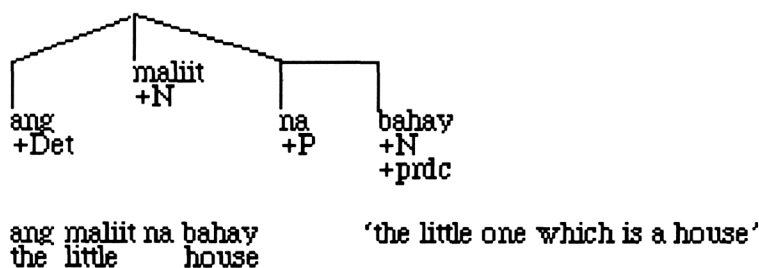 maliit
+N
ang na bahay
+Det +P +N
+prdc
ang maliit na bahay 'the little one which is a house'
the little house